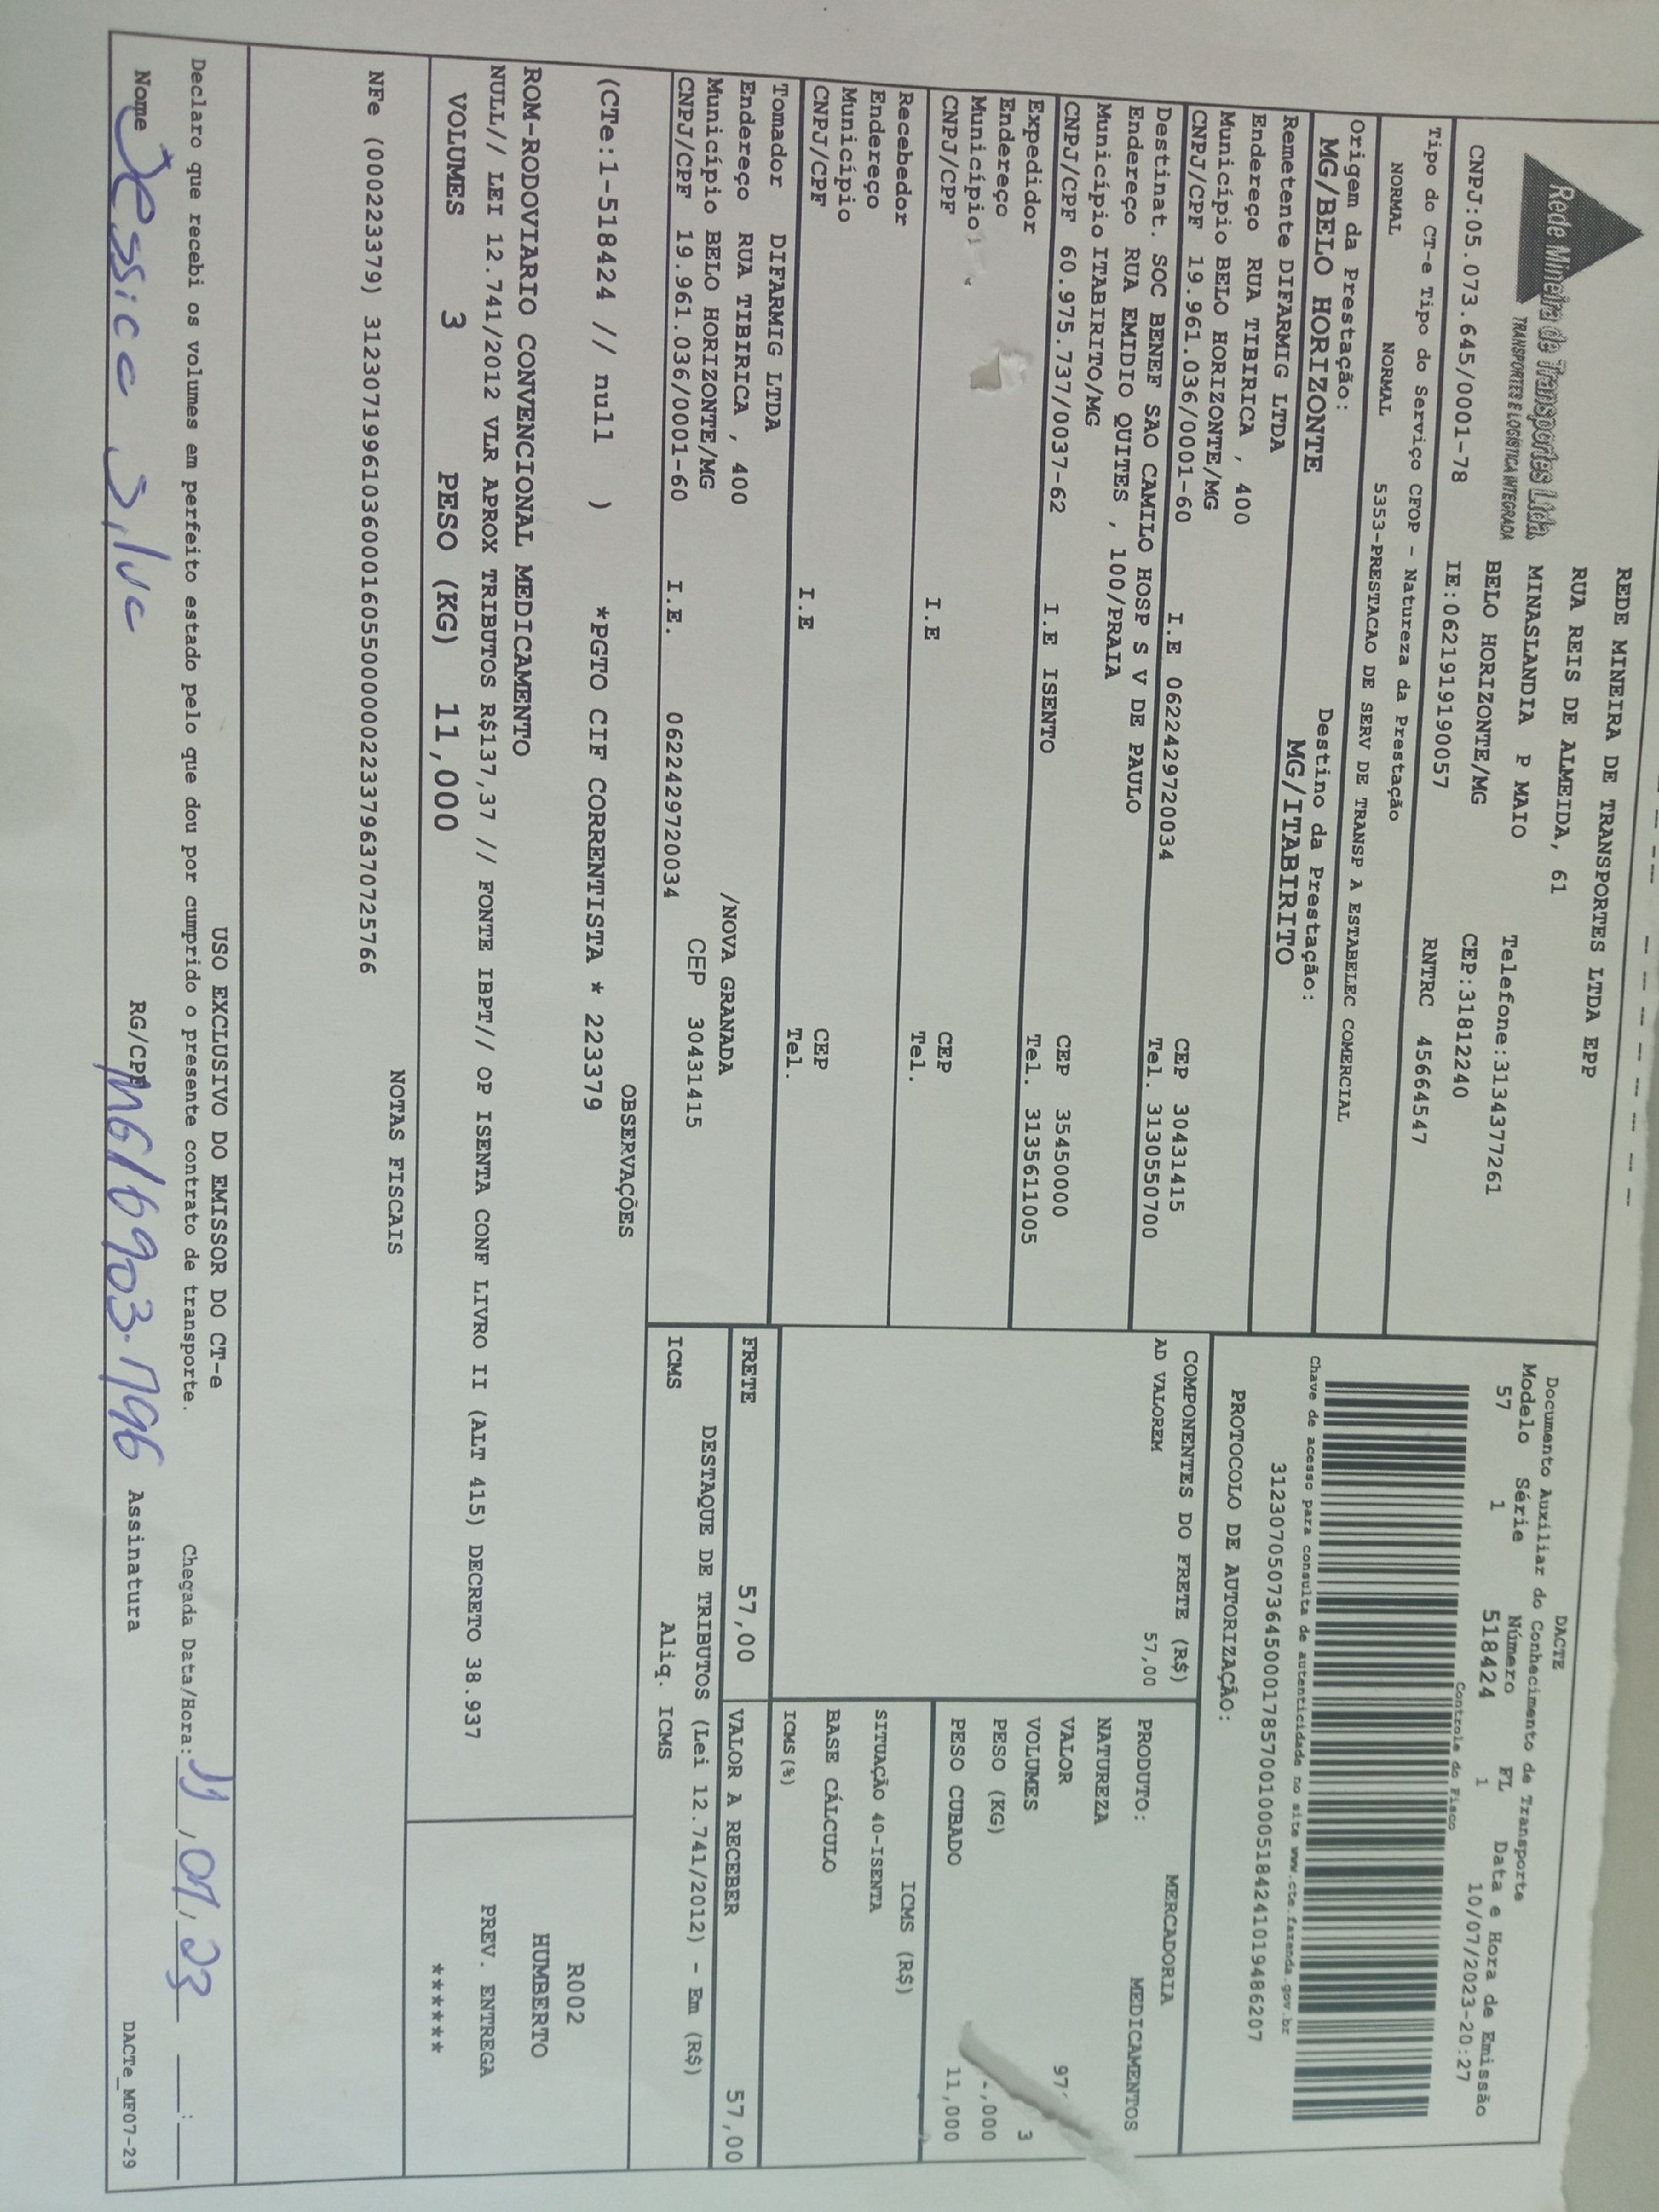 Rede Mineira de Transportes Ltda.
TRANSPORTES E LOGÍSTICA INTEGRADA
REDE MINEIRA DE TRANSPORTES LTDA EPP
RUA REIS DE ALMEIDA, 61
MINASLANDIA P MAIO Telefone:3134377261
BELO HORIZONTE/MG CEP:31812240
CNPJ:05.073.645/0001-78 IE:0621919190057 RNTRC 45664547
Tipo do CT-e Tipo do Serviço CFOP - Natureza da Prestação
NORMAL NORMAL 5353-PRESTACAO DE SERV DE TRANSP A ESTABELEC COMERCIAL
Origem da Prestação: Destino da Prestação:
MG/BELO HORIZONTE MG/ITABIRITO
DACTE
Documento Auxiliar do Conhecimento de Transporte
Modelo Série Número FL Data e Hora de Emissão
57 1 518424 1 10/07/2023-20:27
Controle do Fisco
Chave de acesso para consulta de autenticidade no site www.cte.fazenda.gov.br
31230705073645000178570010005184241019486207
PROTOCOLO DE AUTORIZAÇÃO:
Remetente DIFARMIG LTDA
Endereço RUA TIBIRICA , 400
Município BELO HORIZONTE/MG CEP 30431415
CNPJ/CPF 19.961.036/0001-60 I.E 0622429720034 Tel. 3130550700
Destinat. SOC BENEF SAO CAMILO HOSP S V DE PAULO
Endereço RUA EMIDIO QUITES , 100/PRAIA
Município ITABIRITO/MG CEP 35450000
CNPJ/CPF 60.975.737/0037-62 I.E ISENTO Tel. 3135611005
Expedidor
Endereço
Município CEP
CNPJ/CPF I.E Tel.
Recebedor
Endereço
Município CEP
CNPJ/CPF I.E Tel.
Tomador DIFARMIG LTDA
Endereço RUA TIBIRICA , 400 /NOVA GRANADA
Município BELO HORIZONTE/MG CEP 30431415
CNPJ/CPF 19.961.036/0001-60 I.E. 0622429720034
COMPONENTES DO FRETE (R$)
AD VALOREM 57,00
MERCADORIA
PRODUTO: MEDICAMENTOS
NATUREZA
VALOR 97
VOLUMES 3
PESO (KG) ,000
PESO CUBADO 11,000
ICMS (R$)
SITUAÇÃO 40-ISENTA
BASE CÁLCULO
ICMS(%)
FRETE 57,00 VALOR A RECEBER 57,00
DESTAQUE DE TRIBUTOS (Lei 12.741/2012) - Em (R$)
ICMS Aliq. ICMS
OBSERVAÇÕES
(CTe:1-518424 // null ) *PGTO CIF CORRENTISTA * 223379
ROM-RODOVIARIO CONVENCIONAL MEDICAMENTO
NULL// LEI 12.741/2012 VLR APROX TRIBUTOS R$137,37 // FONTE IBPT// OP ISENTA CONF LIVRO II (ALT 415) DECRETO 38.937
VOLUMES 3 PESO (KG) 11,000
R002
HUMBERTO
PREV. ENTREGA
******
NOTAS FISCAIS
NFe (000223379) 31230719961036000160550000002233796370725766
USO EXCLUSIVO DO EMISSOR DO CT-e
Declaro que recebi os volumes em perfeito estado pelo que dou por cumprido o presente contrato de transporte. Chegada Data/Hora: 11/07/23 __:__
Nome Jessica Silva RG/CPF MG16903.796 Assinatura
DACTe_MF07-29